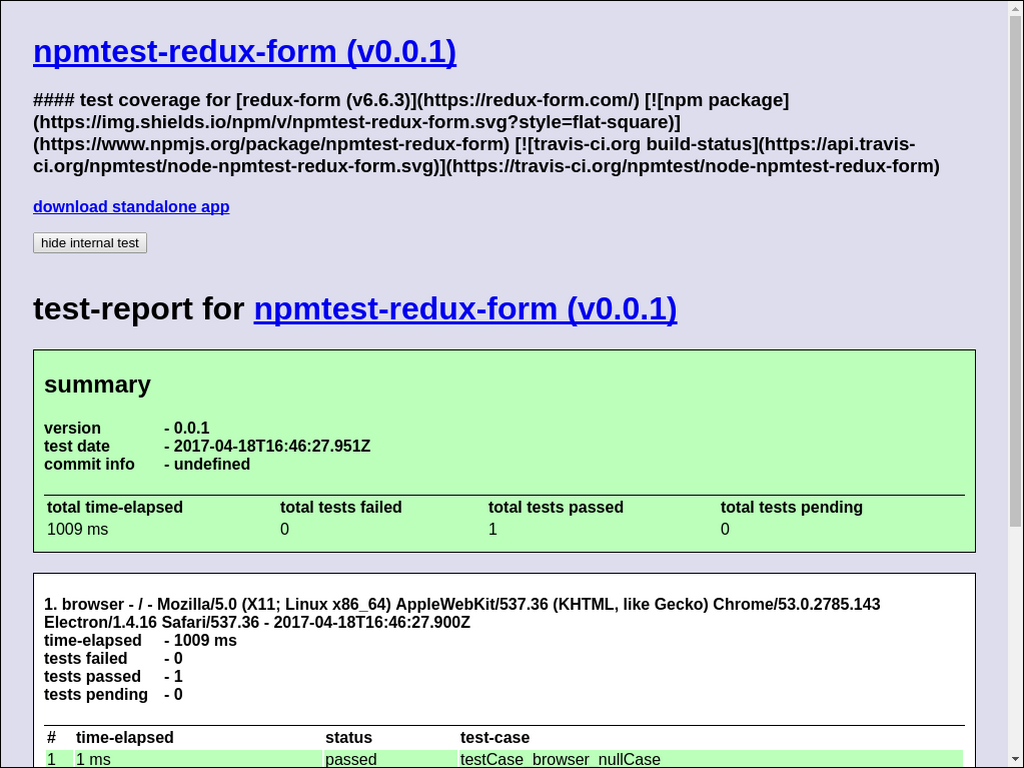 npmtest-redux-form (v0.0.1)
#### test coverage for [redux-form (v6.6.3)](https://redux-form.com/) [![npm package]
(https://img.shields.io/npm/v/npmtest-redux-form.svg?style=flat-square)]
(https://www.npmjs.org/package/npmtest-redux-form) [![travis-ci.org build-status](https://api.travis-
ci.org/npmtest/node-npmtest-redux-form.svg)](https://travis-ci.org/npmtest/node-npmtest-redux-form)
download standalone app
hide internal test
test-report for npmtest-redux-form (v0.0.1)
summary
version - 0.0.1
test date - 2017-04-18T16:46:27.951Z
commit info - undefined
total time-elapsed total tests failed total tests passed total tests pending
1009 ms 0 1 0
1. browser - / - Mozilla/5.0 (X11; Linux x86_64) AppleWebKit/537.36 (KHTML, like Gecko) Chrome/53.0.2785.143
Electron/1.4.16 Safari/537.36 - 2017-04-18T16:46:27.900Z
time-elapsed - 1009 ms
tests failed - 0
tests passed - 1
tests pending - 0
# time-elapsed status test-case
1 1 ms passed testCase_browser_nullCase